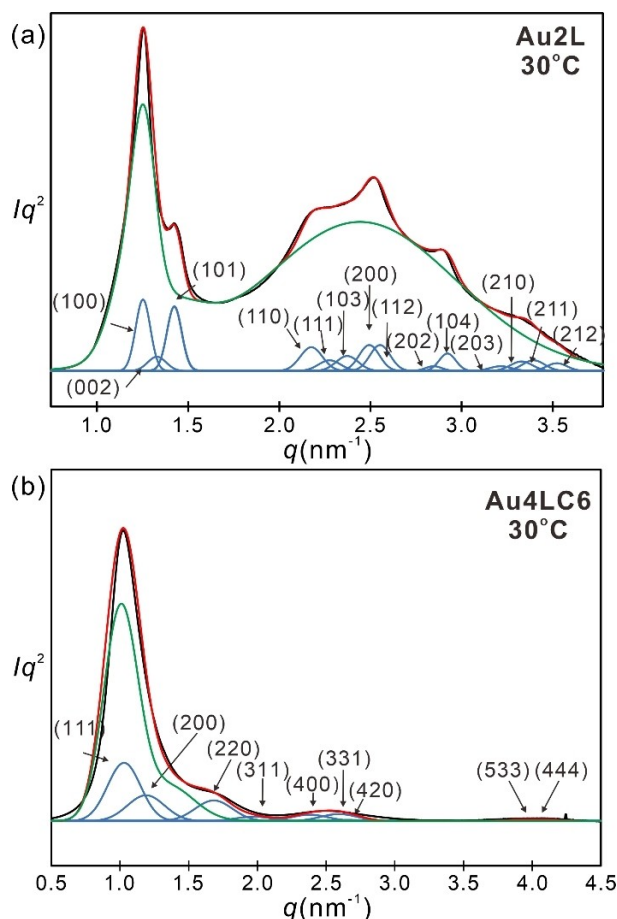 (a)
Au2L
30°C
Iq²
(100)
(002)
(101)
(110)
(111)
(103)
(200)
(112)
(202)
(104)
(203)
(210)
(211)
(212)
1.0 1.5 2.0 2.5 3.0 3.5
q(nm⁻¹)
(b)
Au4LC6
30°C
Iq²
(111)
(200)
(220)
(311)
(400)
(331)
(420)
(533)
(444)
0.5 1.0 1.5 2.0 2.5 3.0 3.5 4.0 4.5
q(nm⁻¹)